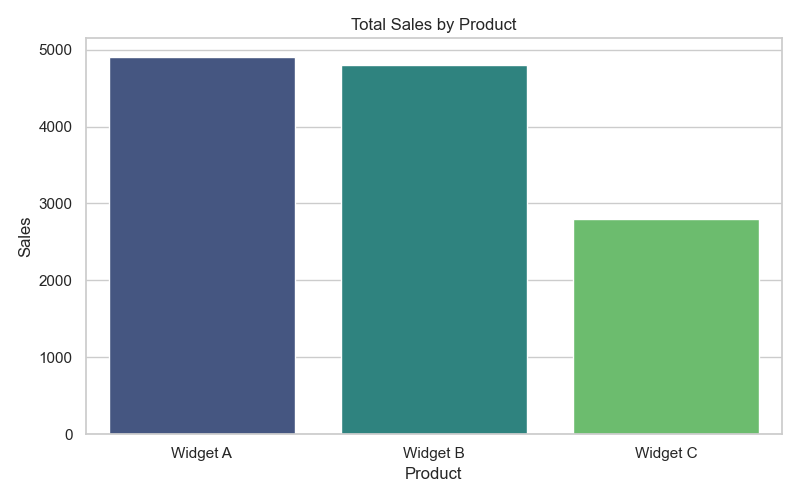 Total Sales by Product
5000
4000
3000
2000
1000
0
Sales
Widget A
Widget B
Widget C
Product